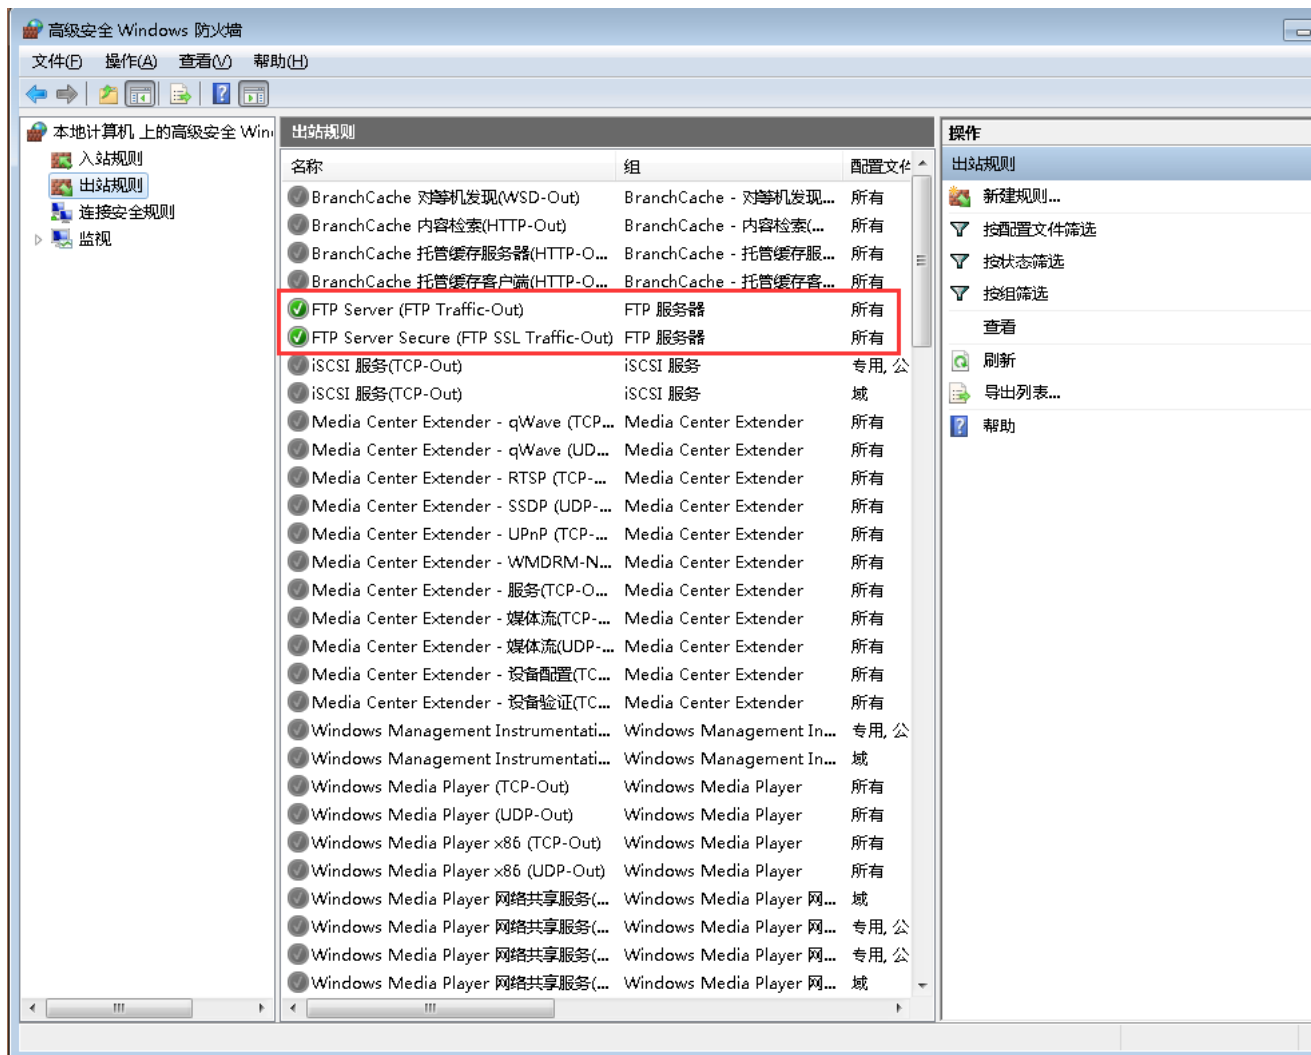 高级安全 Windows 防火墙
文件(F) 操作(A) 查看(V) 帮助(H)
本地计算机 上的高级安全 Win
入站规则
出站规则
连接安全规则
监视
出站规则
名称 组 配置文件
BranchCache 对等机发现(WSD-Out) BranchCache - 对等机发现... 所有
BranchCache 内容检索(HTTP-Out) BranchCache - 内容检索(... 所有
BranchCache 托管缓存服务器(HTTP-O... BranchCache - 托管缓存服... 所有
BranchCache 托管缓存客户端(HTTP-O... BranchCache - 托管缓存客... 所有
FTP Server (FTP Traffic-Out) FTP 服务器 所有
FTP Server Secure (FTP SSL Traffic-Out) FTP 服务器 所有
iSCSI 服务(TCP-Out) iSCSI 服务 专用, 公
iSCSI 服务(TCP-Out) iSCSI 服务 域
Media Center Extender - qWave (TCP... Media Center Extender 所有
Media Center Extender - qWave (UD... Media Center Extender 所有
Media Center Extender - RTSP (TCP-... Media Center Extender 所有
Media Center Extender - SSDP (UDP-... Media Center Extender 所有
Media Center Extender - UPnP (TCP-... Media Center Extender 所有
Media Center Extender - WMDRM-N... Media Center Extender 所有
Media Center Extender - 服务(TCP-O... Media Center Extender 所有
Media Center Extender - 媒体流(TCP-... Media Center Extender 所有
Media Center Extender - 媒体流(UDP-... Media Center Extender 所有
Media Center Extender - 设备配置(TC... Media Center Extender 所有
Media Center Extender - 设备验证(TC... Media Center Extender 所有
Windows Management Instrumentati... Windows Management In... 专用, 公
Windows Management Instrumentati... Windows Management In... 域
Windows Media Player (TCP-Out) Windows Media Player 所有
Windows Media Player (UDP-Out) Windows Media Player 所有
Windows Media Player x86 (TCP-Out) Windows Media Player 所有
Windows Media Player x86 (UDP-Out) Windows Media Player 所有
Windows Media Player 网络共享服务(... Windows Media Player 网... 域
Windows Media Player 网络共享服务(... Windows Media Player 网... 专用, 公
Windows Media Player 网络共享服务(... Windows Media Player 网... 专用, 公
Windows Media Player 网络共享服务(... Windows Media Player 网... 域
操作
出站规则
新建规则...
按配置文件筛选
按状态筛选
按组筛选
查看
刷新
导出列表...
帮助